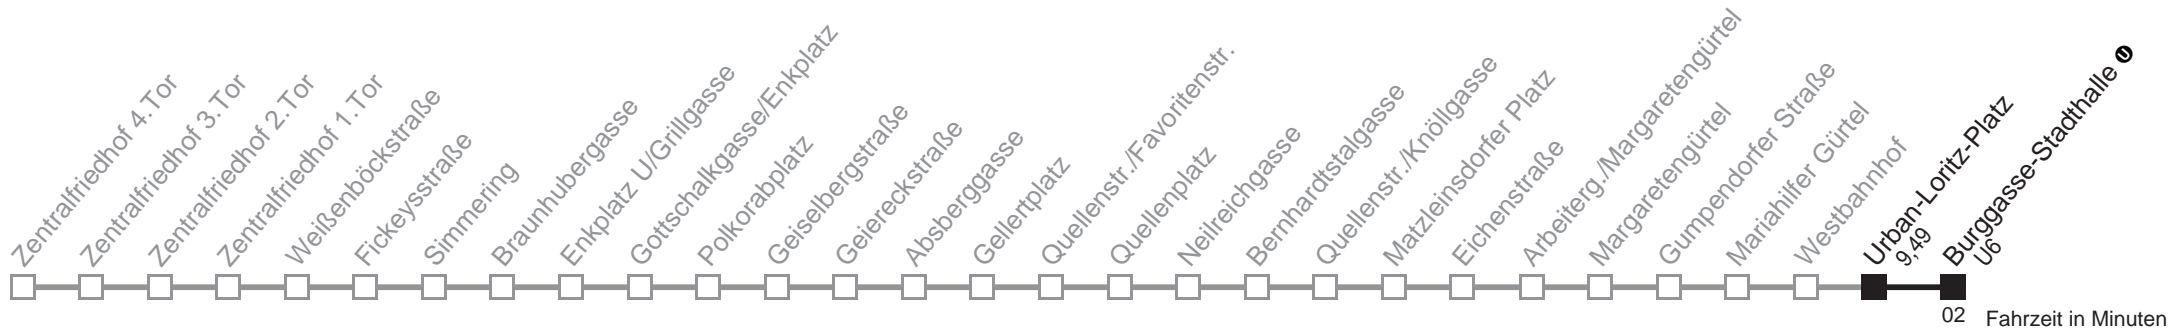 Zentralfriedhof 4.Tor
Zentralfriedhof 3.Tor
Zentralfriedhof 2.Tor
Zentralfriedhof 1.Tor
Weißenböckstraße
Fickeysstraße
Simmering
Braunhubergasse
Enkplatz U/Grillgasse
Gottschalkgasse/Enkplatz
Polkorabplatz
Geiselbergstraße
Geiereckstraße
Absberggasse
Gellertplatz
Quellenstr./Favoritenstr.
Quellenplatz
Neilreichgasse
Bernhardtstalgasse
Quellenstr./Knöllgasse
Matzleinsdorfer Platz
Eichenstraße
Arbeiterg./Margaretengürtel
Margaretengürtel
Gumpendorfer Straße
Mariahilfer Gürtel
Westbahnhof
Urban-Loritz-Platz
9,49
Burggasse-Stadthalle U
U6
02 Fahrzeit in Minuten